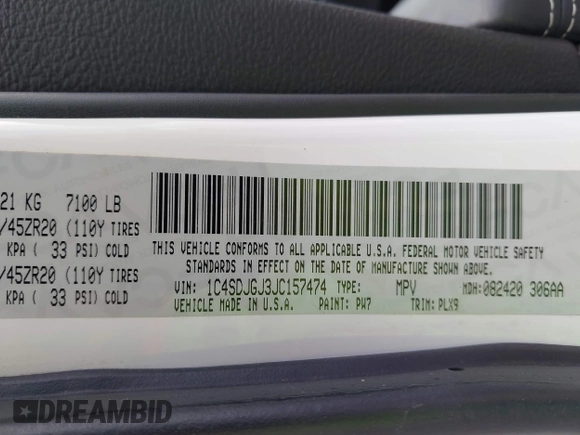 21 KG 7100 LB
/45ZR20 (110Y TIRES
KPA ( 33 PSI) COLD
/45ZR20 (110Y TIRES
KPA ( 33 PSI) COLD
THIS VEHICLE CONFORMS TO ALL APPLICABLE U.S.A. FEDERAL MOTOR VEHICLE SAFETY
STANDARDS IN EFFECT ON THE DATE OF MANUFACTURE SHOWN ABOVE.
VIN: 1C4SDJGJ3JC157474 TYPE: MPV MDH: 082420 306AA
VEHICLE MADE IN U.S.A. PAINT: PW7 TRIM: PLX9
DREAMBID